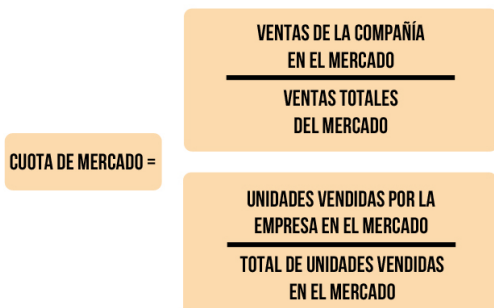 VENTAS DE LA COMPAÑÍA
EN EL MERCADO
VENTAS TOTALES
DEL MERCADO
CUOTA DE MERCADO =
UNIDADES VENDIDAS POR LA
EMPRESA EN EL MERCADO
TOTAL DE UNIDADES VENDIDAS
EN EL MERCADO